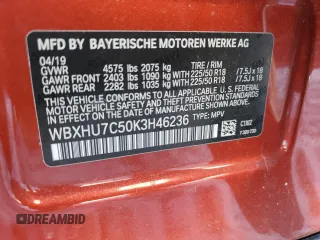 MFD. BY BAYERISCHE MOTOREN WERKE AG
04/19 TIRE / RIM
GVWR 4575 lbs 2075 kg
GAWR FRONT 2403 lbs 1090 kg W/ 225/50 R18 / 7.5J x 18
GAWR REAR 2282 lbs 1035 kg W/ 225/50 R18 / 7.5J x 18
THIS VEHICLE CONFORMS TO ALL APPLICABLE U.S. FEDERAL
MOTOR VEHICLE SAFETY, BUMPER AND THEFT PREVENTION STANDARDS
IN EFFECT ON THE DATE OF MANUFACTURE SHOWN ABOVE
WBXHU7C50K3H46236 TYPE: MPV
DREAMBID